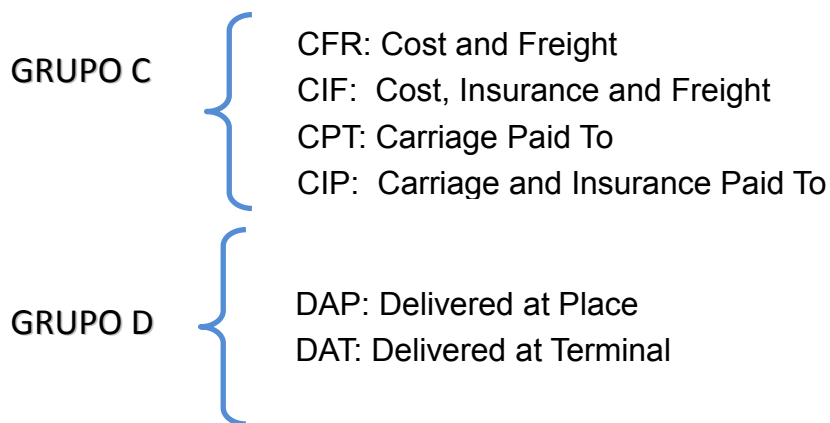 GRUPO C
CFR: Cost and Freight
CIF: Cost, Insurance and Freight
CPT: Carriage Paid To
CIP: Carriage and Insurance Paid To
GRUPO D
DAP: Delivered at Place
DAT: Delivered at Terminal